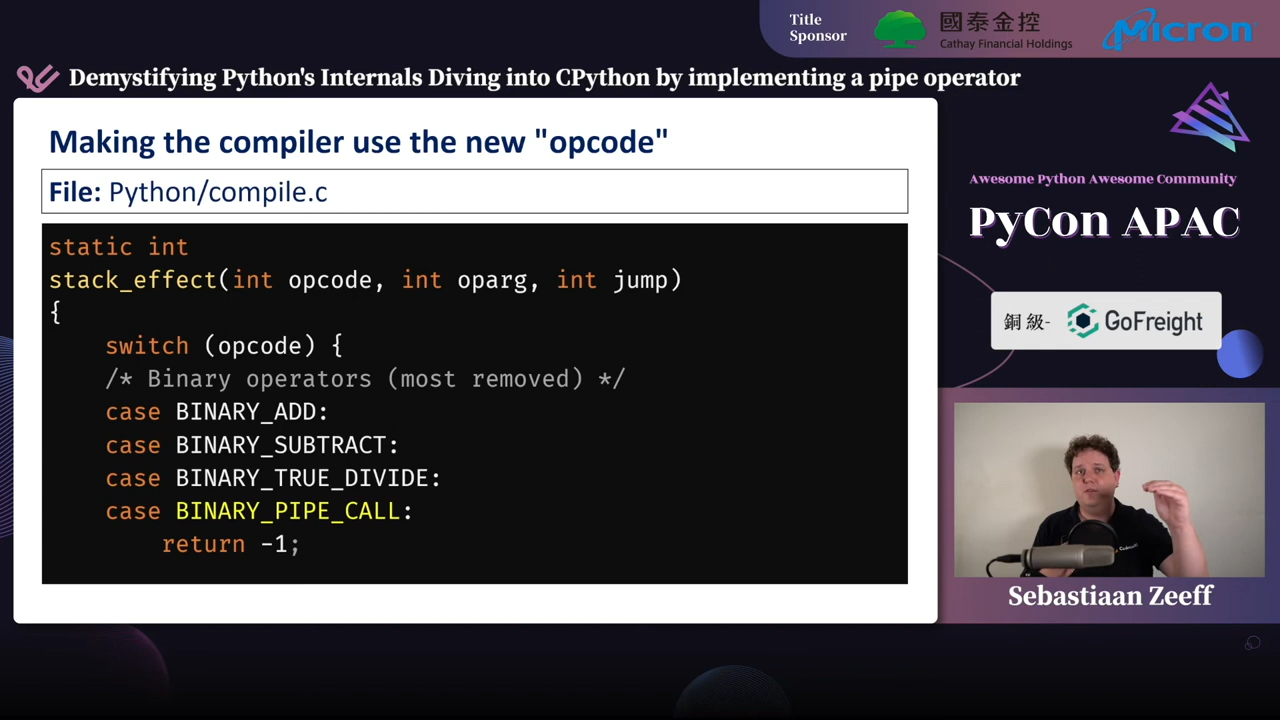 Title
Sponsor
國泰金控
Cathay Financial Holdings
Micron
Demystifying Python's Internals Diving into CPython by implementing a pipe operator
Making the compiler use the new "opcode"
File: Python/compile.c
static int
stack_effect(int opcode, int oparg, int jump)
{
    switch (opcode) {
    /* Binary operators (most removed) */
    case BINARY_ADD:
    case BINARY_SUBTRACT:
    case BINARY_TRUE_DIVIDE:
    case BINARY_PIPE_CALL:
        return -1;
Awesome Python Awesome Community
PyCon APAC
銅級- GoFreight
Sebastiaan Zeeff